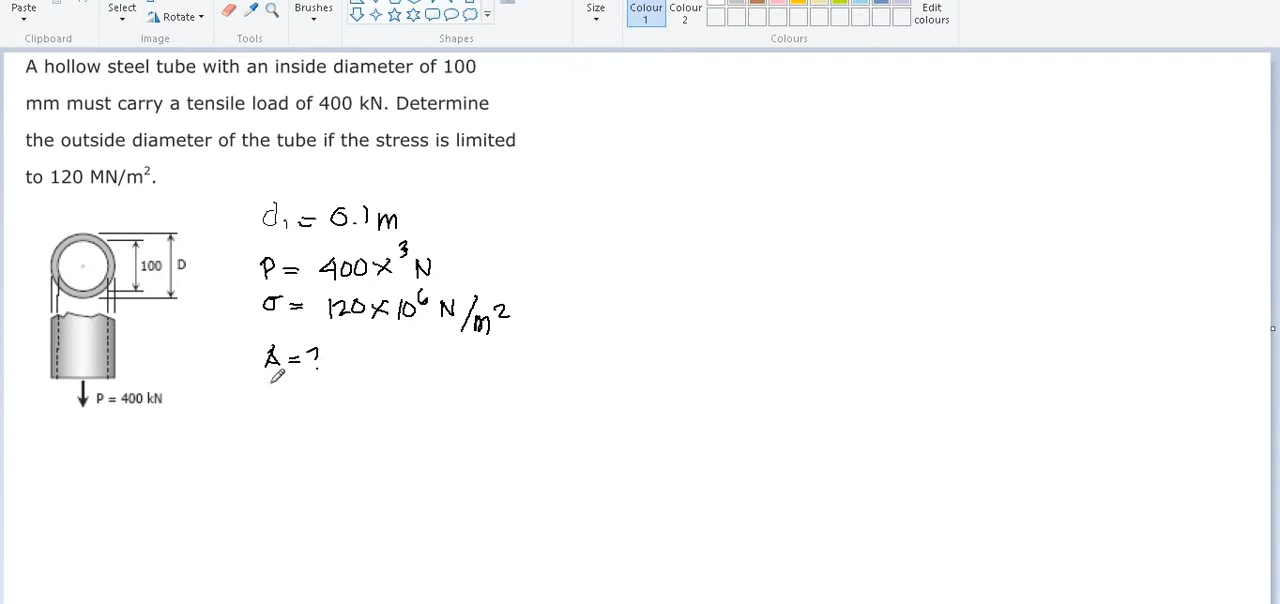 Paste
Select
Rotate
Brushes
Size
Colour 1
Colour 2
Edit colours
Clipboard
Image
Tools
Shapes
Colours
A hollow steel tube with an inside diameter of 100
mm must carry a tensile load of 400 kN. Determine
the outside diameter of the tube if the stress is limited
to 120 MN/m².
d₁ = 0.1 m
P = 400 x ³ N
σ = 120 x 10⁶ N/m²
A = ?
100 D
P = 400 kN